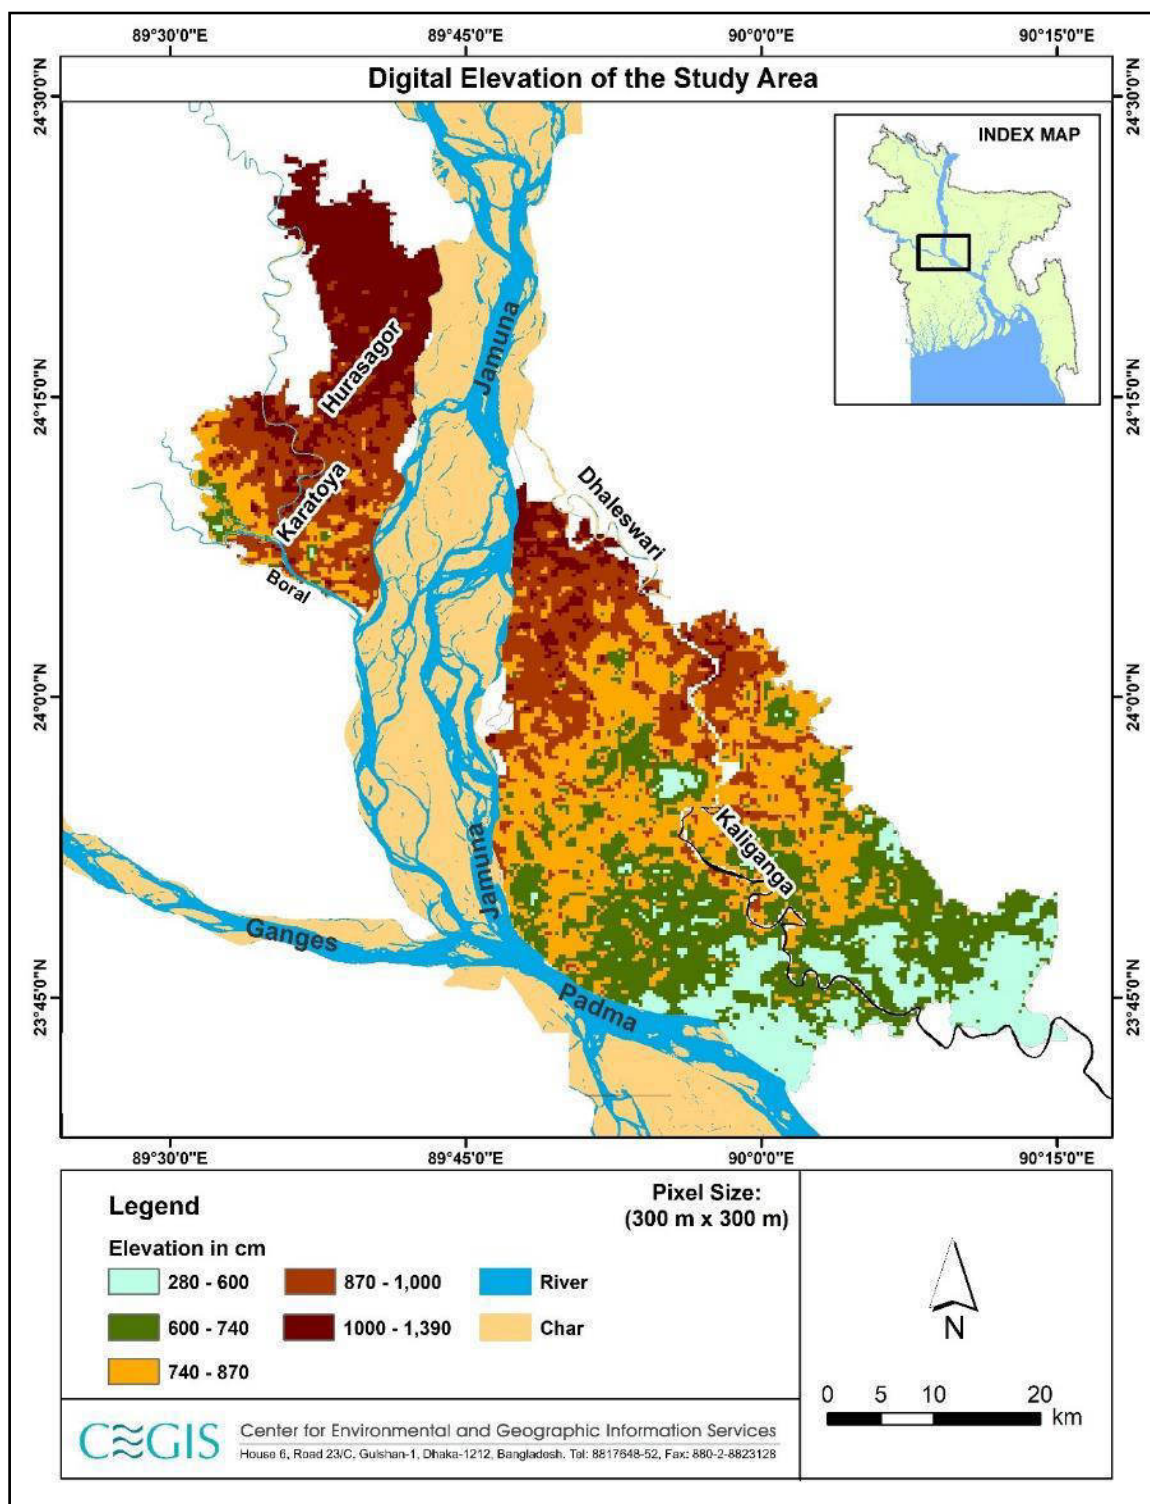 89°30'0"E 89°45'0"E 90°0'0"E 90°15'0"E
Digital Elevation of the Study Area
24°30'0"N 24°30'0"N
INDEX MAP
Jamuna
Hurasagor
24°15'0"N 24°15'0"N
Karatoya
Dhaleswari
Boral
24°0'0"N 24°0'0"N
Jamuna
Kaliganga
Ganges
Padma
23°45'0"N 23°45'0"N
89°30'0"E 89°45'0"E 90°0'0"E 90°15'0"E
Legend
Pixel Size:
(300 m x 300 m)
Elevation in cm
280 - 600 870 - 1,000 River
600 - 740 1000 - 1,390 Char
740 - 870
N
0 5 10 20
km
CEGIS
Center for Environmental and Geographic Information Services
House 6, Road 23/C, Gulshan-1, Dhaka-1212, Bangladesh. Tel: 8817648-52, Fax: 880-2-8823128